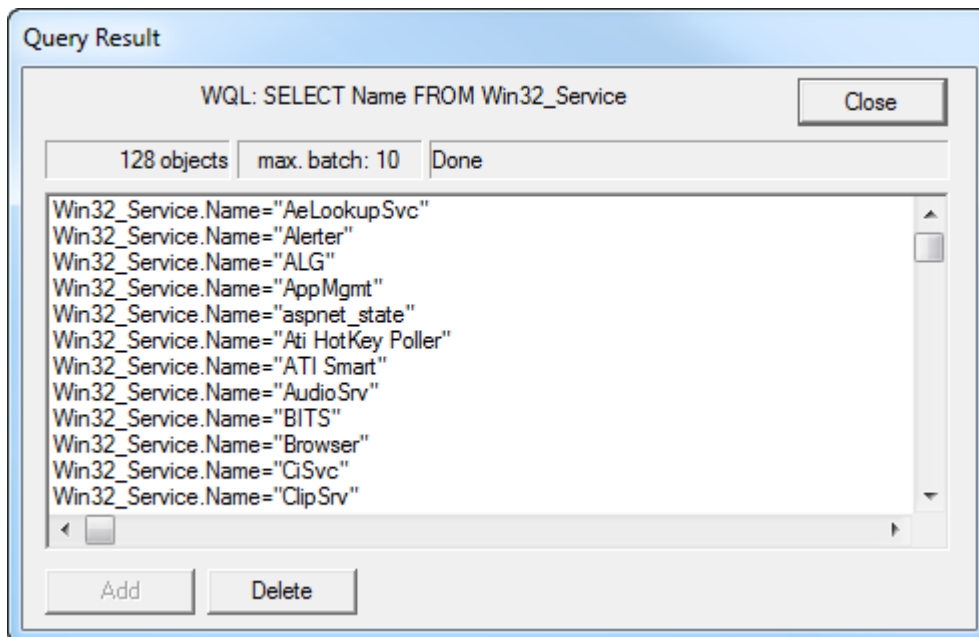 Query Result
WQL: SELECT Name FROM Win32_Service
Close
128 objects
max. batch: 10
Done
Win32_Service.Name="AeLookupSvc"
Win32_Service.Name="Alerter"
Win32_Service.Name="ALG"
Win32_Service.Name="AppMgmt"
Win32_Service.Name="aspnet_state"
Win32_Service.Name="Ati HotKey Poller"
Win32_Service.Name="ATI Smart"
Win32_Service.Name="AudioSrv"
Win32_Service.Name="BITS"
Win32_Service.Name="Browser"
Win32_Service.Name="CiSvc"
Win32_Service.Name="ClipSrv"
Add
Delete